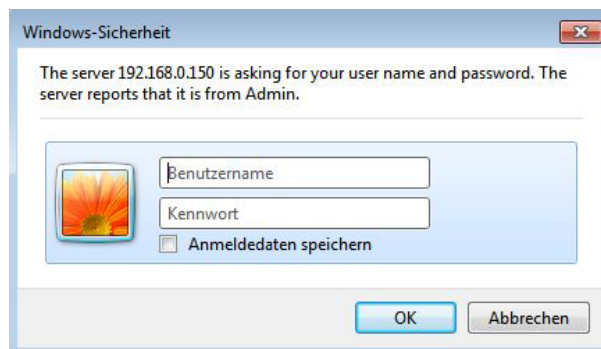 Windows-Sicherheit
The server 192.168.0.150 is asking for your user name and password. The
server reports that it is from Admin.
Benutzername
Kennwort
Anmeldedaten speichern
OK
Abbrechen